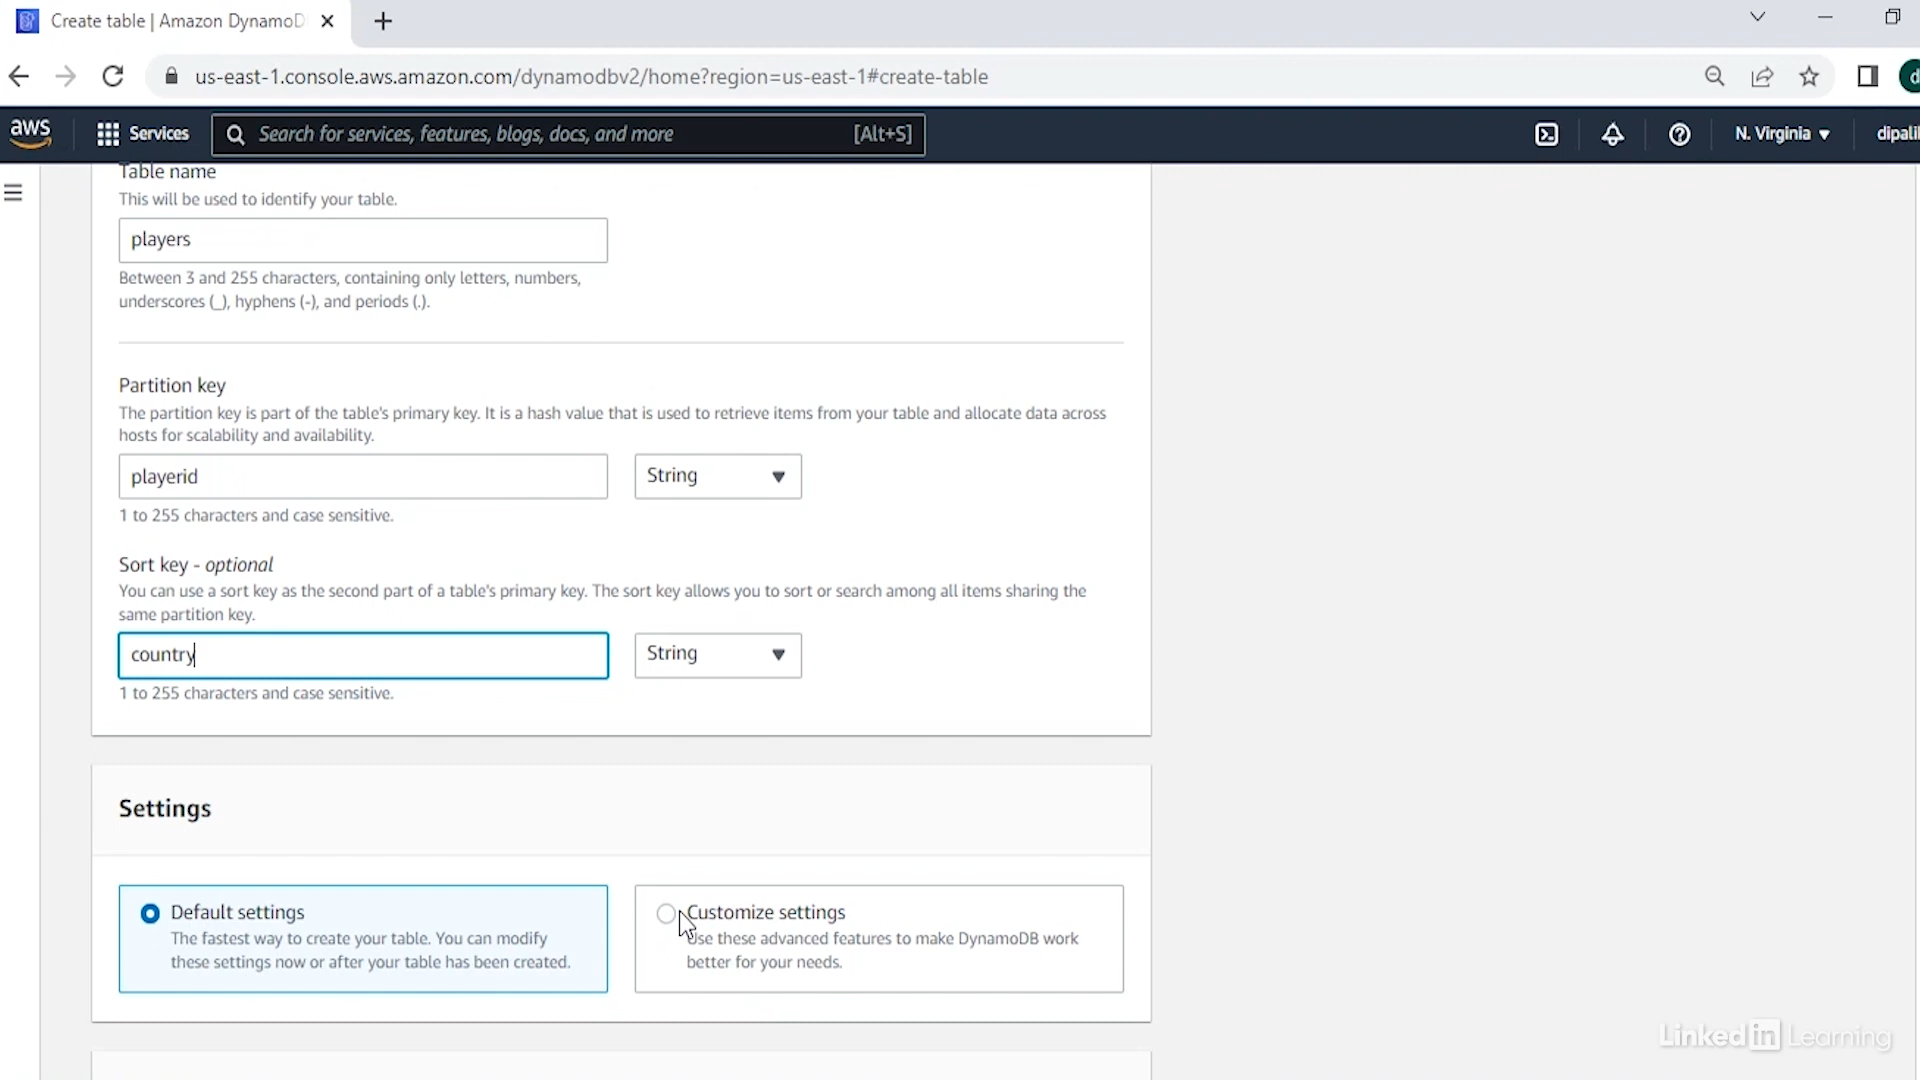 Create table | Amazon DynamoD
us-east-1.console.aws.amazon.com/dynamodbv2/home?region=us-east-1#create-table
aws
Services
Search for services, features, blogs, docs, and more
[Alt+S]
N. Virginia
dipali
Table name
This will be used to identify your table.
players
Between 3 and 255 characters, containing only letters, numbers,
underscores (_), hyphens (-), and periods (.).
Partition key
The partition key is part of the table's primary key. It is a hash value that is used to retrieve items from your table and allocate data across
hosts for scalability and availability.
playerid
String
1 to 255 characters and case sensitive.
Sort key - optional
You can use a sort key as the second part of a table's primary key. The sort key allows you to sort or search among all items sharing the
same partition key.
country
String
1 to 255 characters and case sensitive.
Settings
Default settings
The fastest way to create your table. You can modify
these settings now or after your table has been created.
Customize settings
Use these advanced features to make DynamoDB work
better for your needs.
LinkedIn Learning